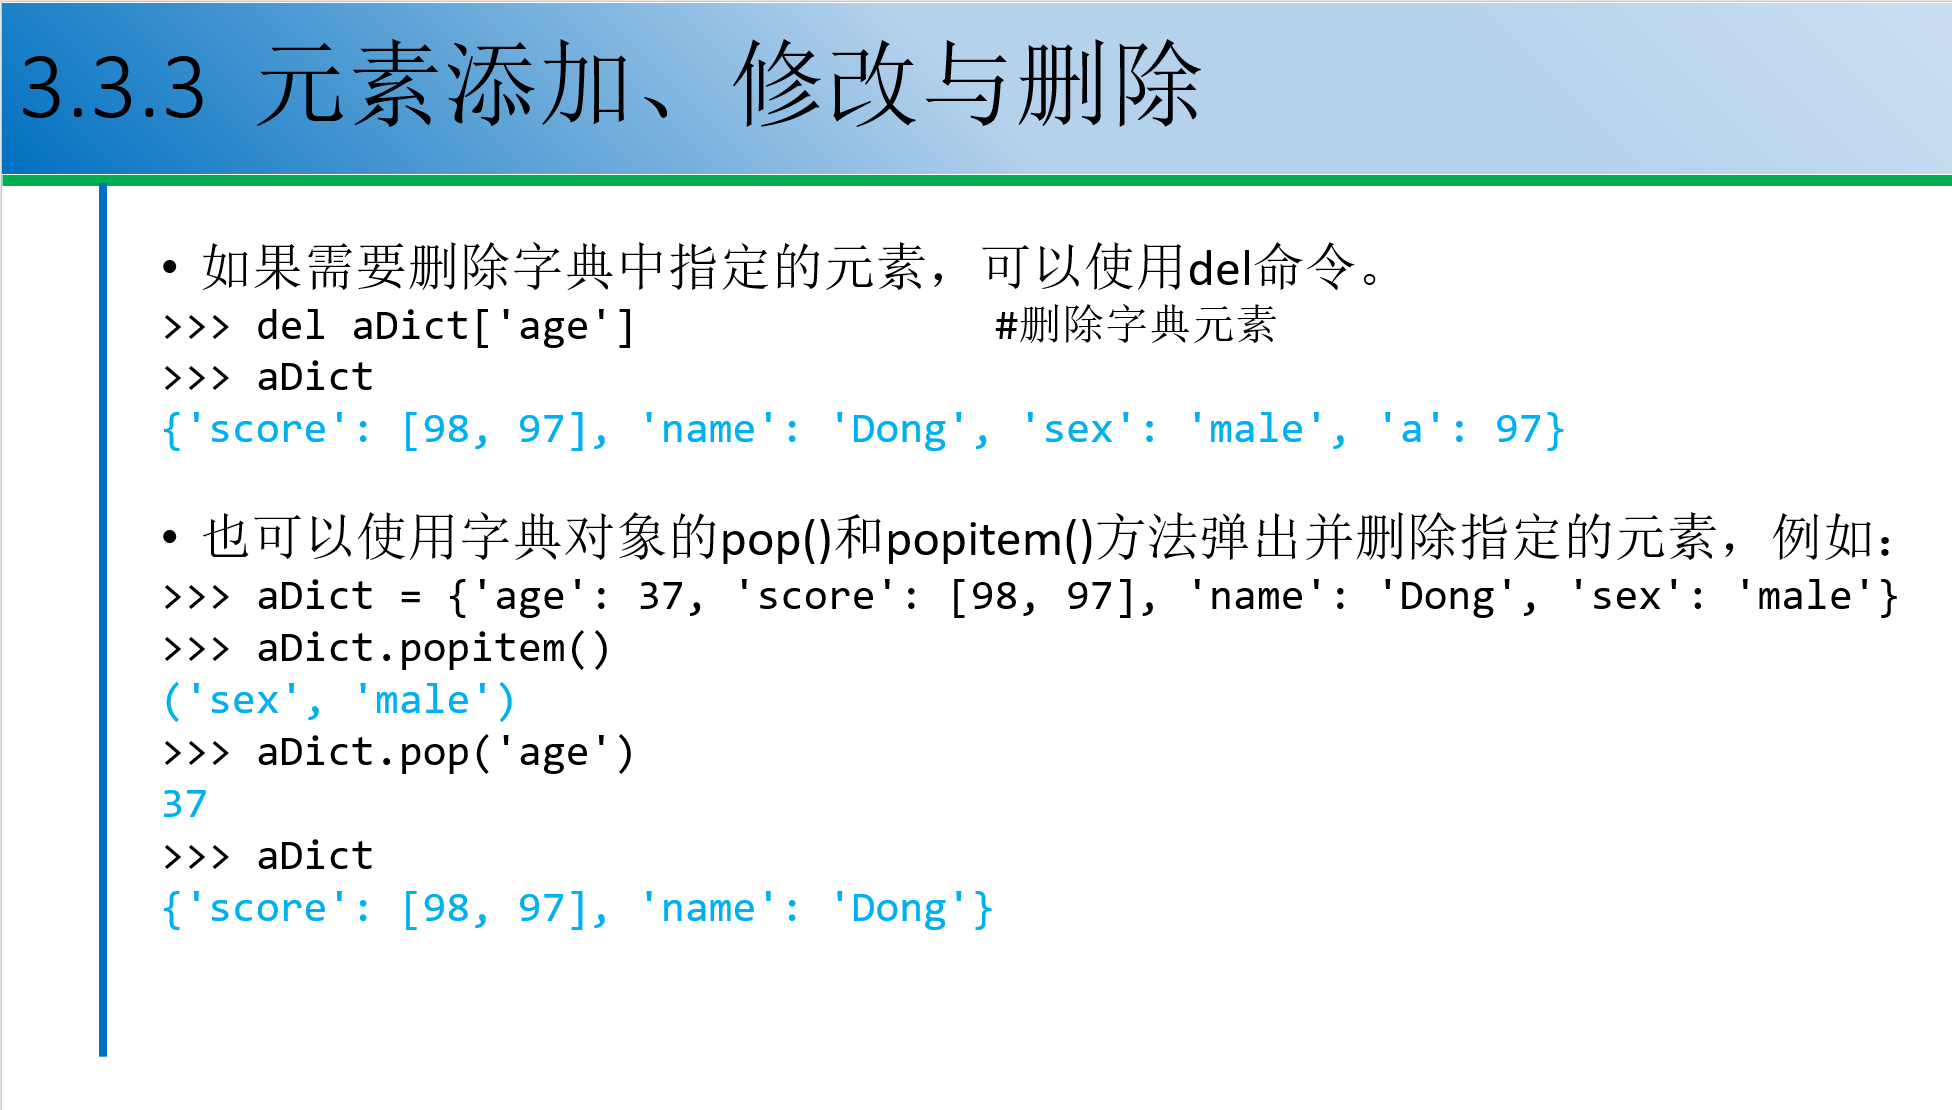 3.3.3 元素添加、修改与删除
• 如果需要删除字典中指定的元素，可以使用del命令。
>>> del aDict['age'] #删除字典元素
>>> aDict
{'score': [98, 97], 'name': 'Dong', 'sex': 'male', 'a': 97}
• 也可以使用字典对象的pop()和popitem()方法弹出并删除指定的元素，例如：
>>> aDict = {'age': 37, 'score': [98, 97], 'name': 'Dong', 'sex': 'male'}
>>> aDict.popitem()
('sex', 'male')
>>> aDict.pop('age')
37
>>> aDict
{'score': [98, 97], 'name': 'Dong'}